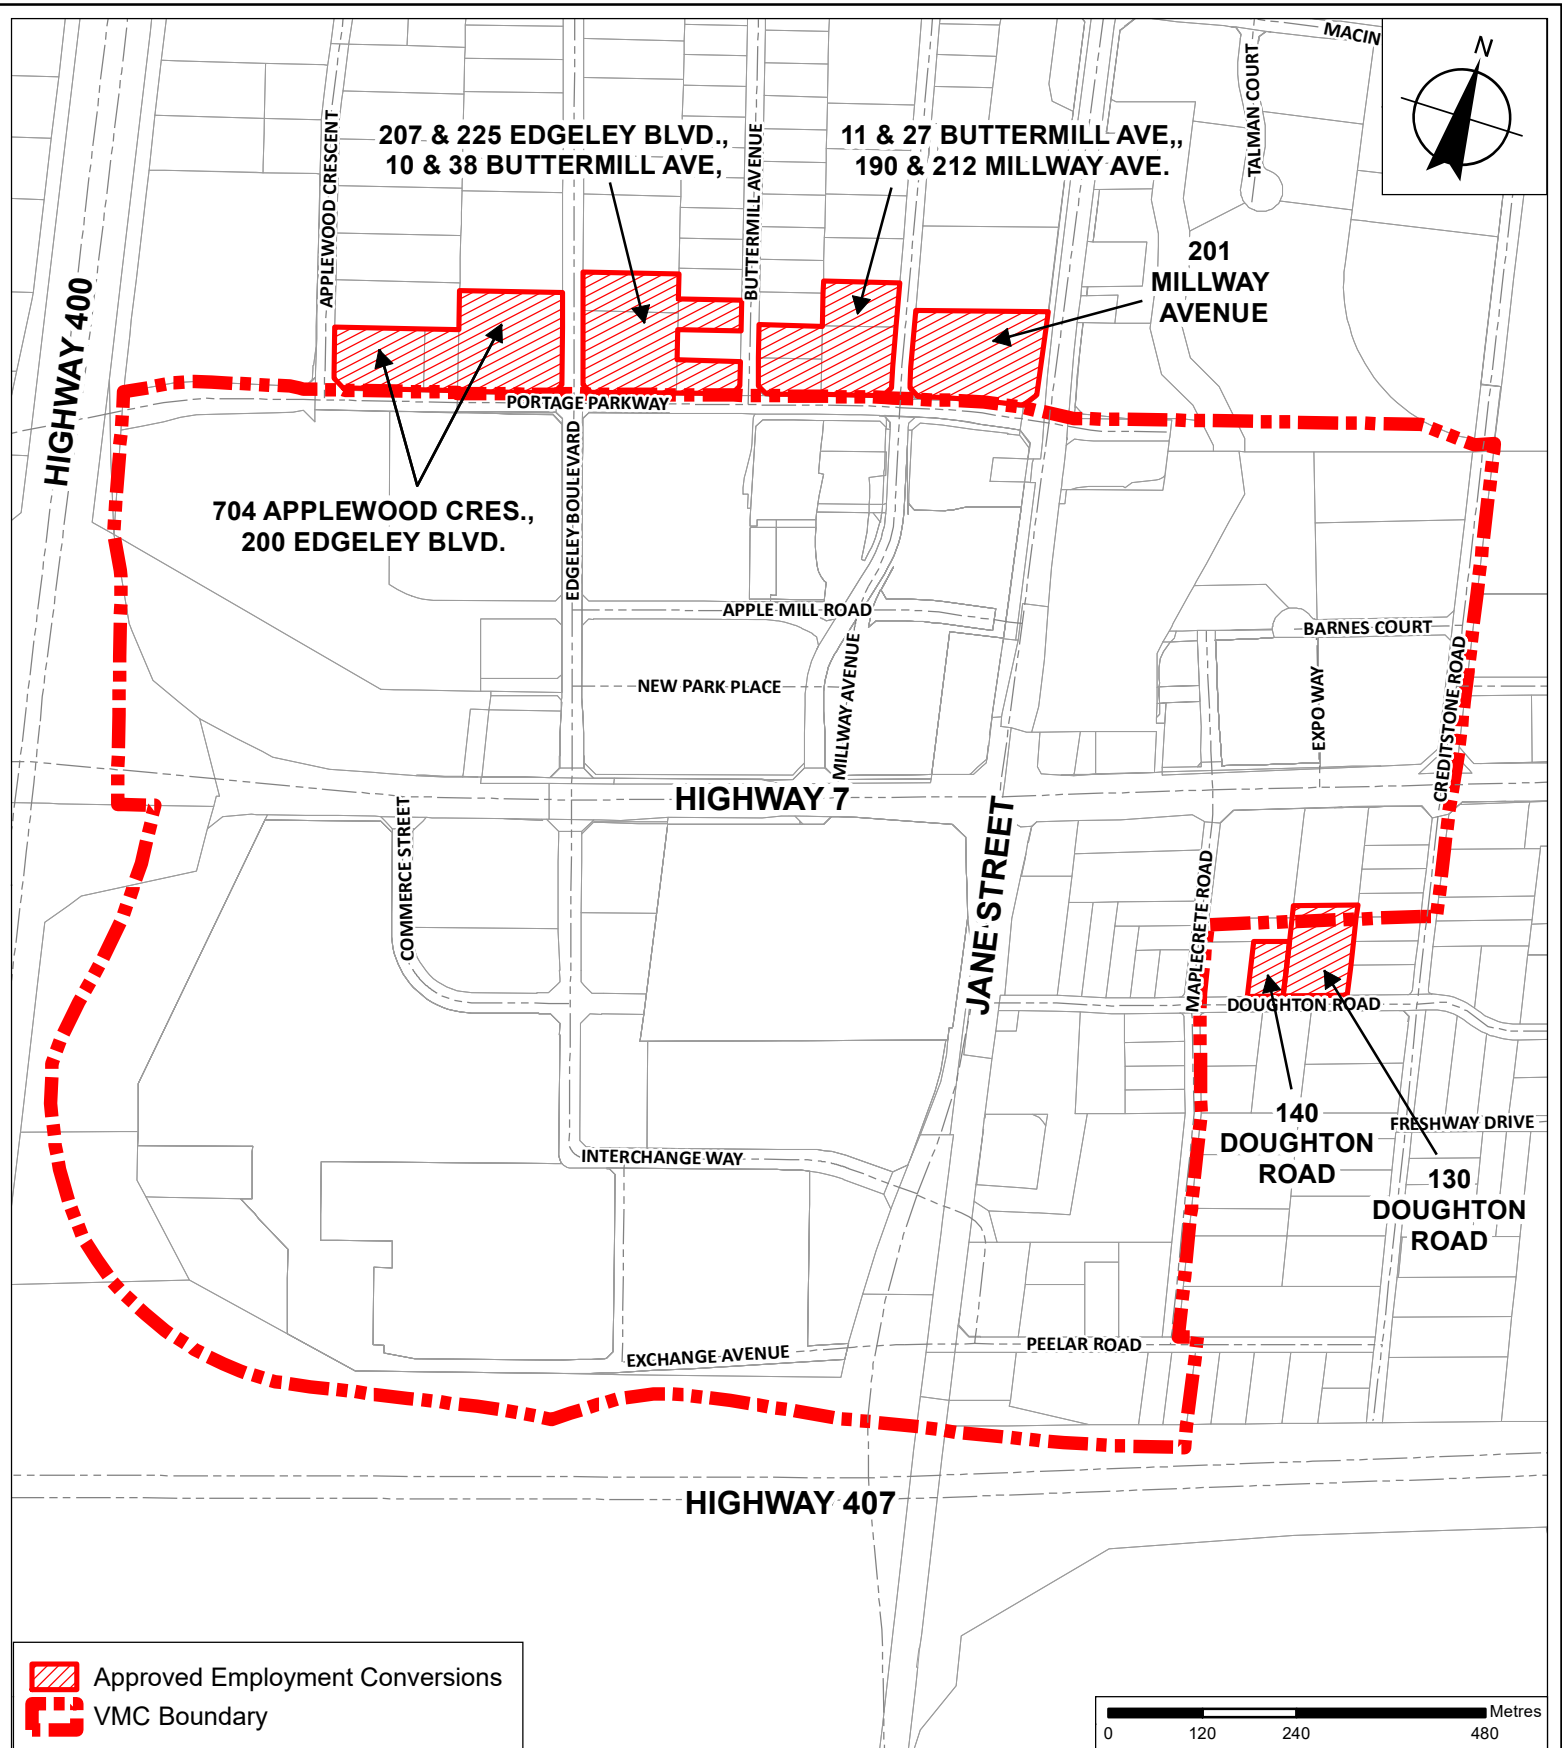 MACIN
N
TALMAN COURT
APPLEWOOD CRESCENT
207 & 225 EDGELEY BLVD.,
10 & 38 BUTTERMILL AVE,
BUTTERMILL AVENUE
11 & 27 BUTTERMILL AVE,,
190 & 212 MILLWAY AVE.
201
MILLWAY
AVENUE
HIGHWAY 400
PORTAGE PARKWAY
704 APPLEWOOD CRES.,
200 EDGELEY BLVD.
EDGELEY BOULEVARD
APPLE MILL ROAD
BARNES COURT
NEW PARK PLACE
MILLWAY AVENUE
EXPO WAY
CREDITSTONE ROAD
HIGHWAY 7
COMMERCE STREET
JANE STREET
MAPLECRETE ROAD
DOUGHTON ROAD
140
DOUGHTON
ROAD
FRESHWAY DRIVE
130
DOUGHTON
ROAD
INTERCHANGE WAY
EXCHANGE AVENUE
PEELAR ROAD
HIGHWAY 407
Approved Employment Conversions
VMC Boundary
Metres
0 120 240 480